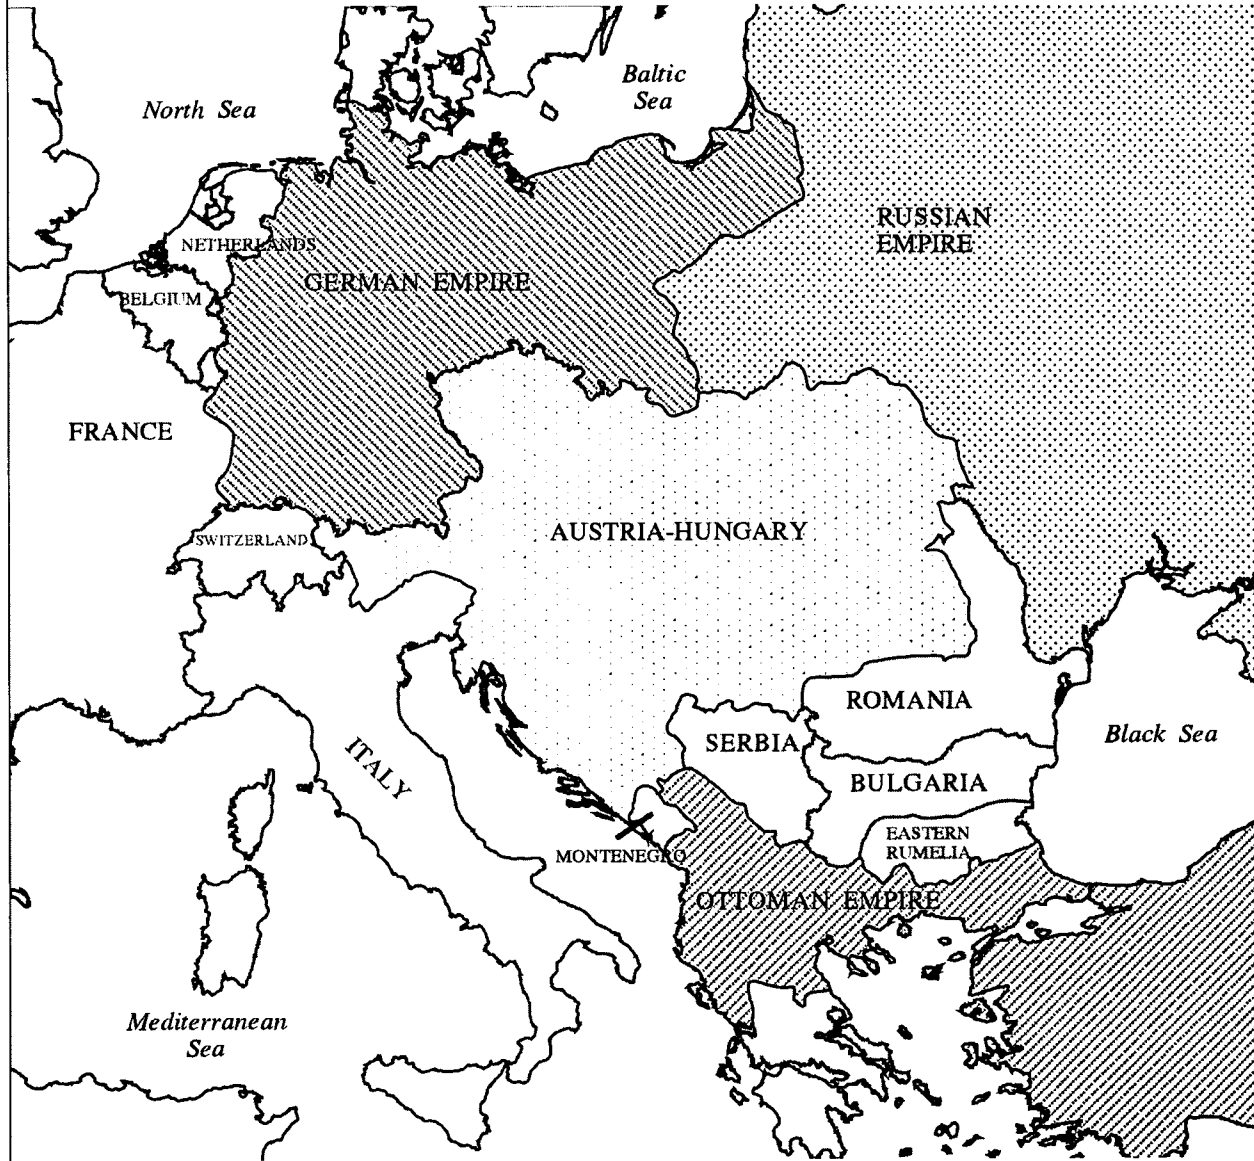 Baltic
Sea
North Sea
RUSSIAN
EMPIRE
NETHERLANDS
GERMAN EMPIRE
BELGIUM
FRANCE
AUSTRIA-HUNGARY
SWITZERLAND
ROMANIA
SERBIA
Black Sea
ITALY
BULGARIA
EASTERN
RUMELIA
MONTENEGRO
OTTOMAN EMPIRE
Mediterranean
Sea